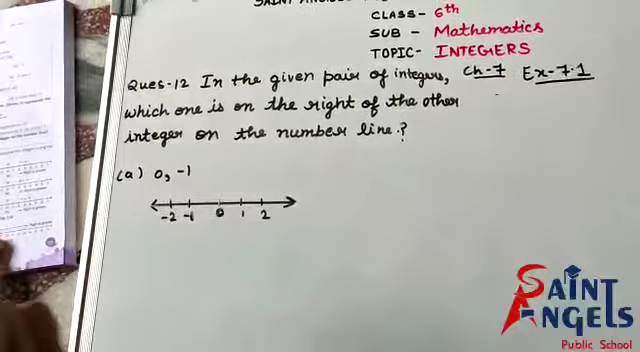 CLASS- 6th
SUB - Mathematics
TOPIC- INTEGERS
Ques-12 In the given pair of integers, Ch-7 Ex-7.1
which one is on the right of the other
integer on the number line?
(a) 0, -1
-2 -1 0 1 2
SAINT
ANGELS
Public School